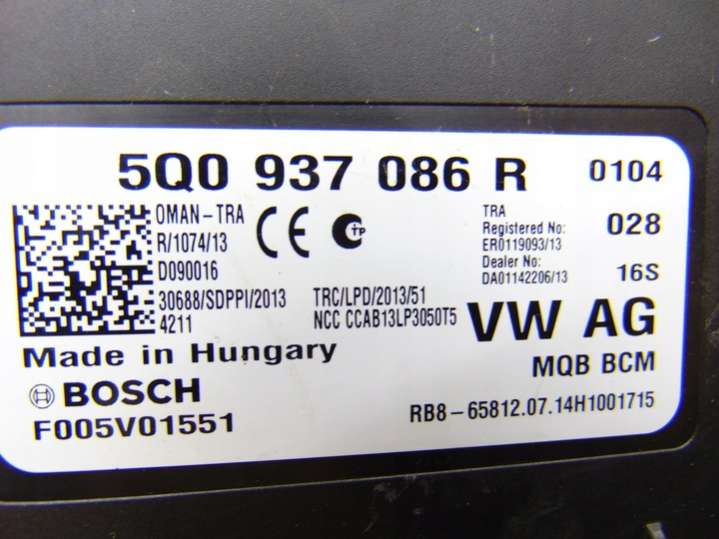 5Q0 937 086 R 0104
OMAN-TRA
R/1074/13
D090016
CE
TP
TRA
Registered No:
ER0119093/13
Dealer No:
DA01142206/13
028
16S
30688/SDPPI/2013
4211
TRC/LPD/2013/51
NCC CCAB13LP3050T5
VW AG
Made in Hungary
MQB BCM
BOSCH
F005V01551
RB8-65812.07.14H1001715